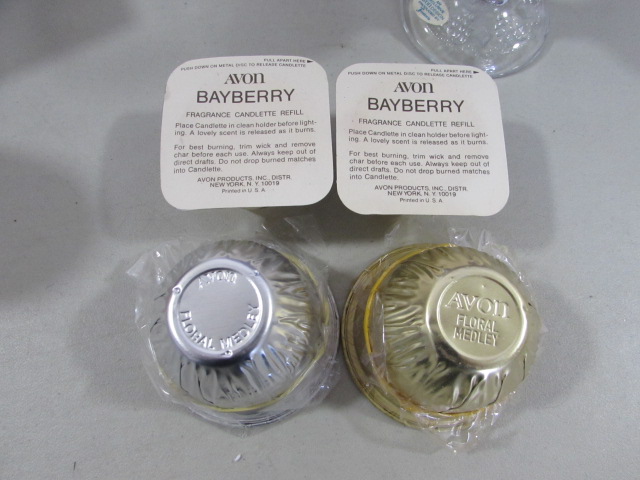 PULL APART HERE ▶
PUSH DOWN ON METAL DISC TO RELEASE CANDLETTE
AVON
BAYBERRY
FRAGRANCE CANDLETTE REFILL
Place Candlette in clean holder before light-
ing. A lovely scent is released as it burns.
For best burning, trim wick and remove
char before each use. Always keep out of
direct drafts. Do not drop burned matches
into Candlette.
AVON PRODUCTS, INC., DISTR.
NEW YORK, N.Y. 10019
Printed in U.S.A.
PULL APART HERE ▶
PUSH DOWN ON METAL DISC TO RELEASE CANDLETTE
AVON
BAYBERRY
FRAGRANCE CANDLETTE REFILL
Place Candlette in clean holder before light-
ing. A lovely scent is released as it burns.
For best burning, trim wick and remove
char before each use. Always keep out of
direct drafts. Do not drop burned matches
into Candlette.
AVON PRODUCTS, INC., DISTR.
NEW YORK, N.Y. 10019
Printed in U.S.A.
AVON
FLORAL MEDLEY
AVON
FLORAL
MEDLEY